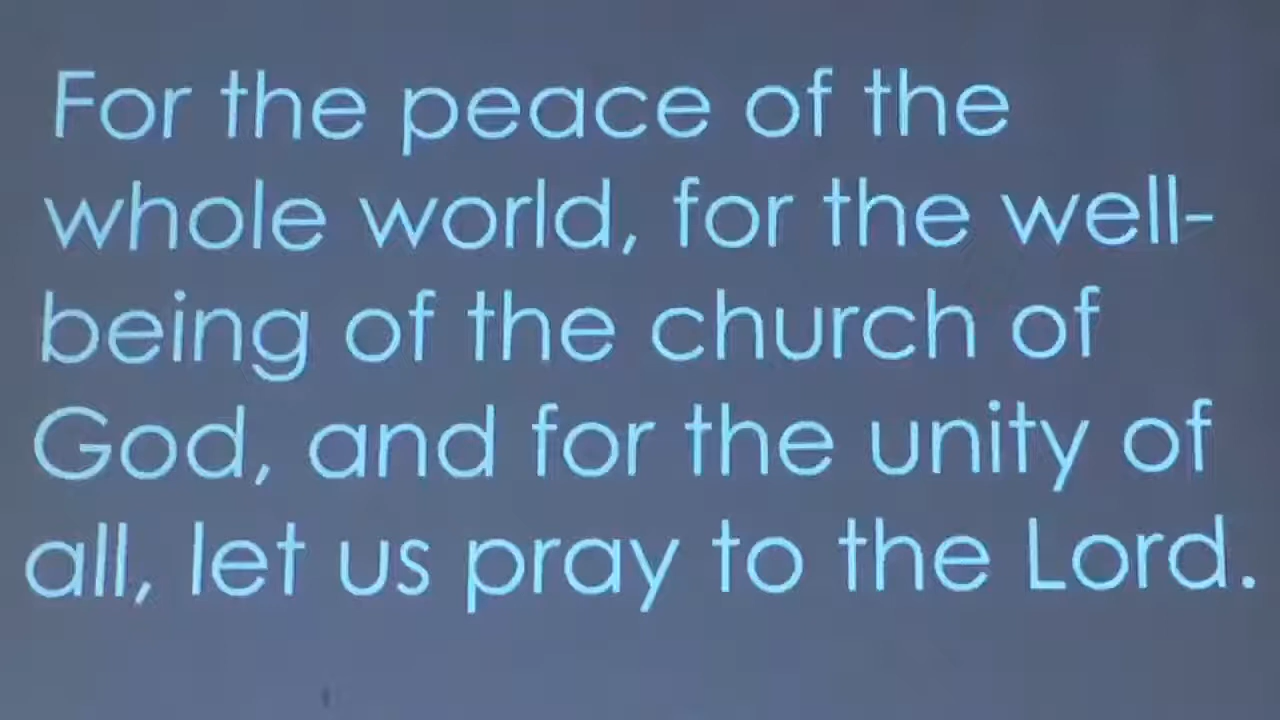 For the peace of the
whole world, for the well-
being of the church of
God, and for the unity of
all, let us pray to the Lord.